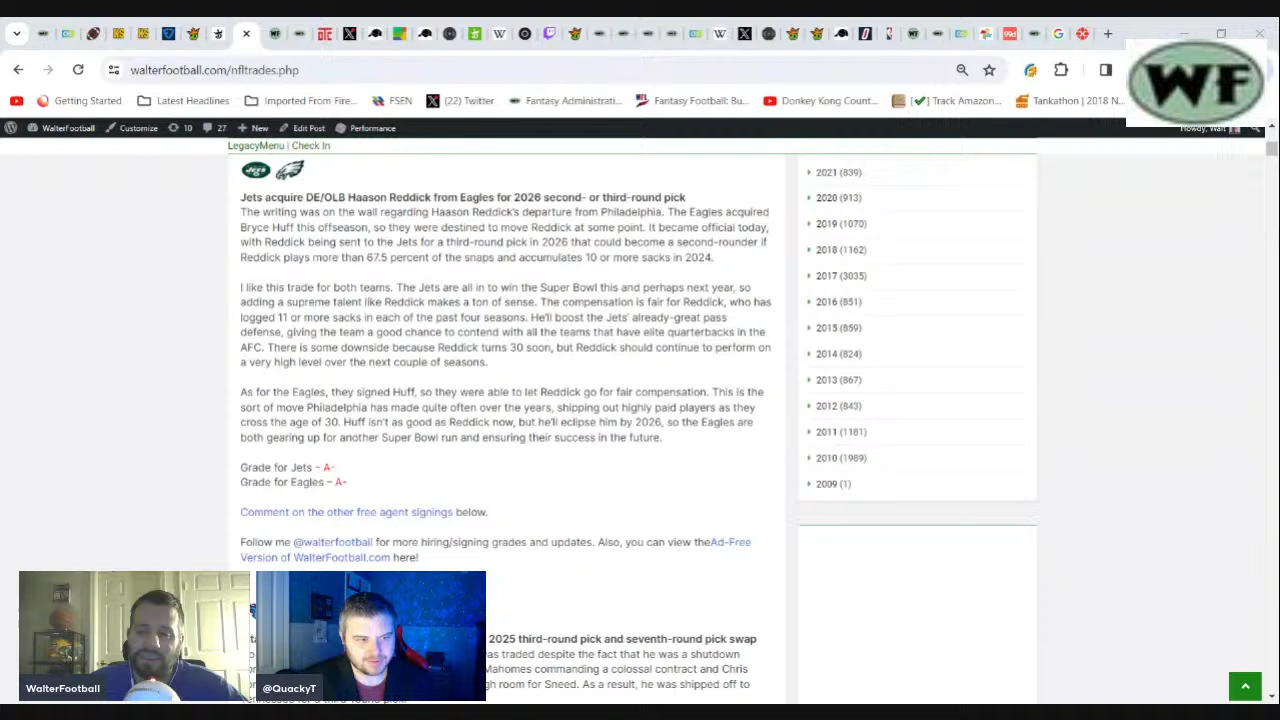 walterfootball.com/nfltrades.php
Getting Started
Latest Headlines
Imported From Fire...
FSEN
(22) Twitter
Fantasy Administrati...
Fantasy Football: Bu...
Donkey Kong Count...
Track Amazon...
Tankathon | 2018 N...
WF
WalterFootball
Customize
10
27
+ New
Edit Post
Performance
Howdy, Walt
LegacyMenu | Check In
JETS
Jets acquire DE/OLB Haason Reddick from Eagles for 2026 second- or third-round pick
The writing was on the wall regarding Haason Reddick's departure from Philadelphia. The Eagles acquired
Bryce Huff this offseason, so they were destined to move Reddick at some point. It became official today,
with Reddick being sent to the Jets for a third-round pick in 2026 that could become a second-rounder if
Reddick plays more than 67.5 percent of the snaps and accumulates 10 or more sacks in 2024.
I like this trade for both teams. The Jets are all in to win the Super Bowl this and perhaps next year, so
adding a supreme talent like Reddick makes a ton of sense. The compensation is fair for Reddick, who has
logged 11 or more sacks in each of the past four seasons. He'll boost the Jets' already-great pass
defense, giving the team a good chance to contend with all the teams that have elite quarterbacks in the
AFC. There is some downside because Reddick turns 30 soon, but Reddick should continue to perform on
a very high level over the next couple of seasons.
As for the Eagles, they signed Huff, so they were able to let Reddick go for fair compensation. This is the
sort of move Philadelphia has made quite often over the years, shipping out highly paid players as they
cross the age of 30. Huff isn't as good as Reddick now, but he'll eclipse him by 2026, so the Eagles are
both gearing up for another Super Bowl run and ensuring their success in the future.
Grade for Jets – A-
Grade for Eagles – A-
Comment on the other free agent signings below.
Follow me @walterfootball for more hiring/signing grades and updates. Also, you can view theAd-Free
Version of WalterFootball.com here!
2025 third-round pick and seventh-round pick swap
was traded despite the fact that he was a shutdown
Mahomes commanding a colossal contract and Chris
room for Sneed. As a result, he was shipped off to
2021 (839)
2020 (913)
2019 (1070)
2018 (1162)
2017 (3035)
2016 (851)
2015 (859)
2014 (824)
2013 (867)
2012 (843)
2011 (1181)
2010 (1989)
2009 (1)
WalterFootball
@QuackyT